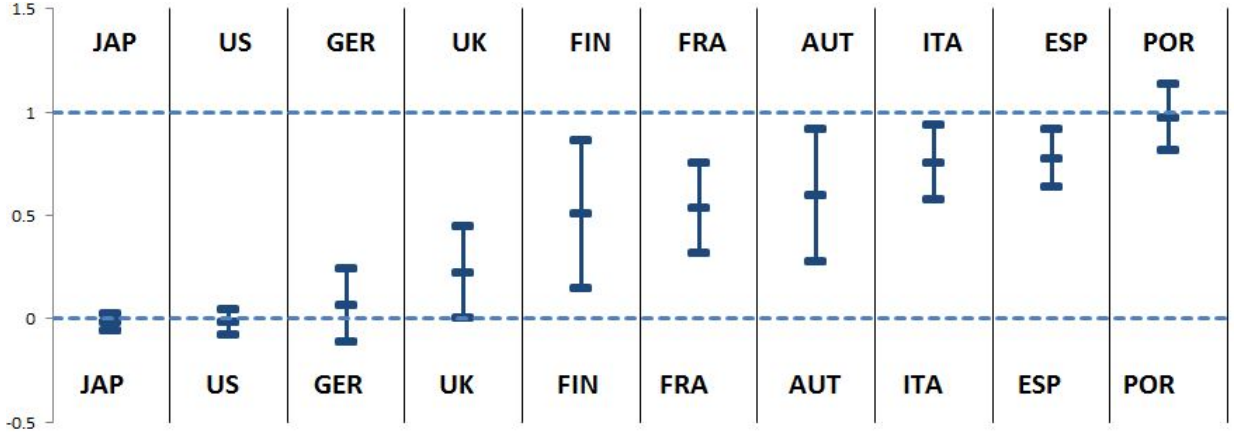 1.5
JAP US GER UK FIN FRA AUT ITA ESP POR
1
0.5
0
JAP US GER UK FIN FRA AUT ITA ESP POR
-0.5